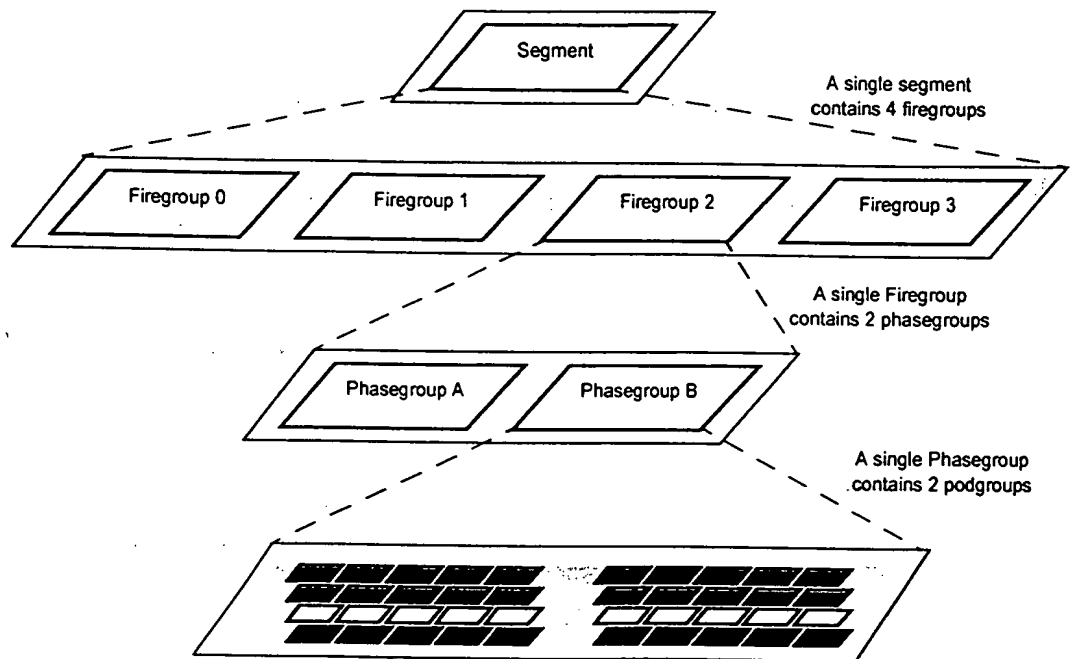 Segment
A single segment
contains 4 firegroups
Firegroup 0
Firegroup 1
Firegroup 2
Firegroup 3
A single Firegroup
contains 2 phasegroups
Phasegroup A
Phasegroup B
A single Phasegroup
contains 2 podgroups